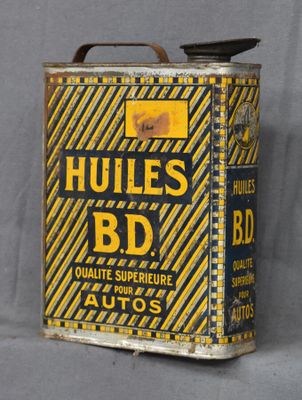 HUILES
B.D.
QUALITÉ SUPÉRIEURE
POUR
AUTOS
HUILES
B.D.
QUALITÉ
SUPÉRIEURE
POUR
AUTOS